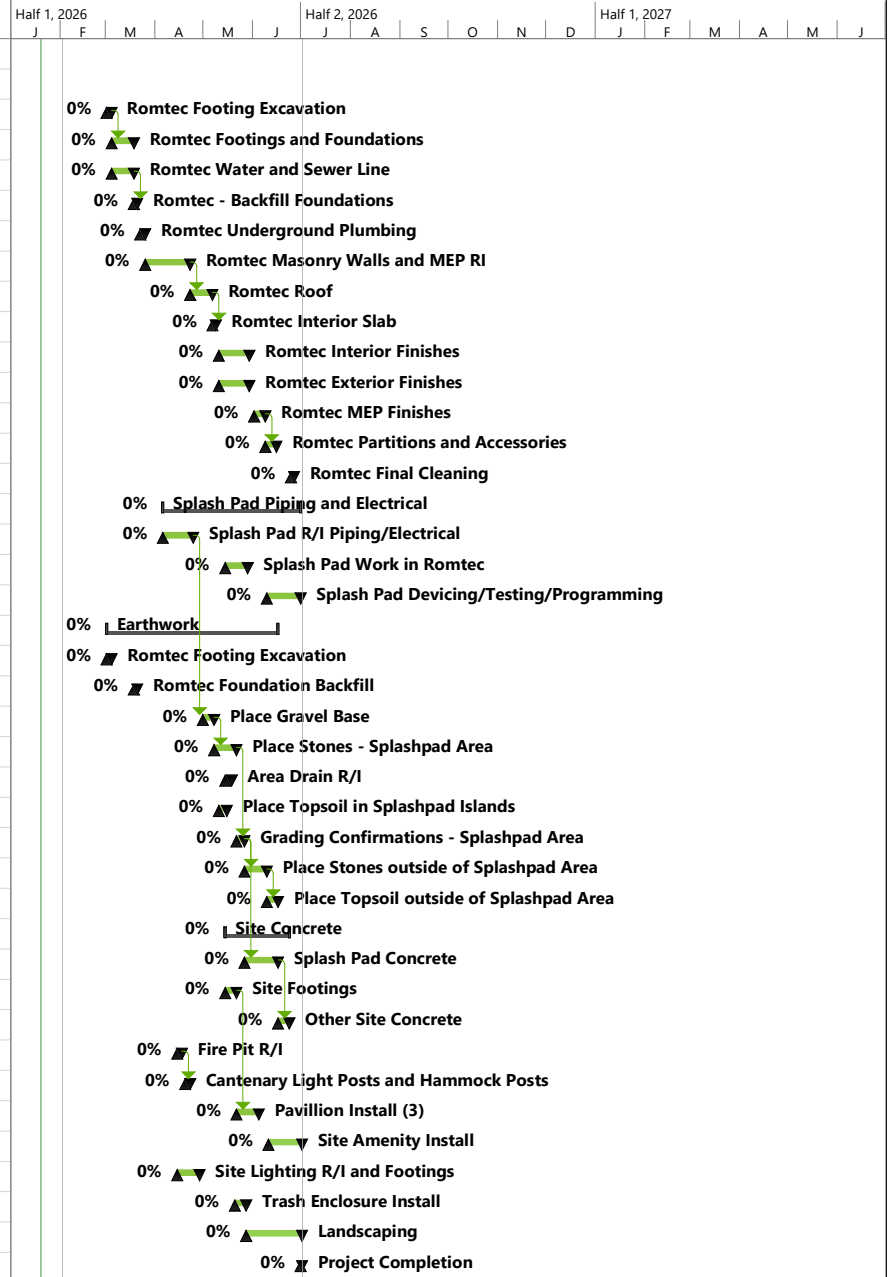 Half 1, 2026 Half 2, 2026 Half 1, 2027
J F M A M J J A S O N D J F M A M J
0% Romtec Footing Excavation
0% Romtec Footings and Foundations
0% Romtec Water and Sewer Line
0% Romtec - Backfill Foundations
0% Romtec Underground Plumbing
0% Romtec Masonry Walls and MEP RI
0% Romtec Roof
0% Romtec Interior Slab
0% Romtec Interior Finishes
0% Romtec Exterior Finishes
0% Romtec MEP Finishes
0% Romtec Partitions and Accessories
0% Romtec Final Cleaning
0% Splash Pad Piping and Electrical
0% Splash Pad R/I Piping/Electrical
0% Splash Pad Work in Romtec
0% Splash Pad Devicing/Testing/Programming
0% Earthwork
0% Romtec Footing Excavation
0% Romtec Foundation Backfill
0% Place Gravel Base
0% Place Stones - Splashpad Area
0% Area Drain R/I
0% Place Topsoil in Splashpad Islands
0% Grading Confirmations - Splashpad Area
0% Place Stones outside of Splashpad Area
0% Place Topsoil outside of Splashpad Area
0% Site Concrete
0% Splash Pad Concrete
0% Site Footings
0% Other Site Concrete
0% Fire Pit R/I
0% Cantenary Light Posts and Hammock Posts
0% Pavillion Install (3)
0% Site Amenity Install
0% Site Lighting R/I and Footings
0% Trash Enclosure Install
0% Landscaping
0% Project Completion